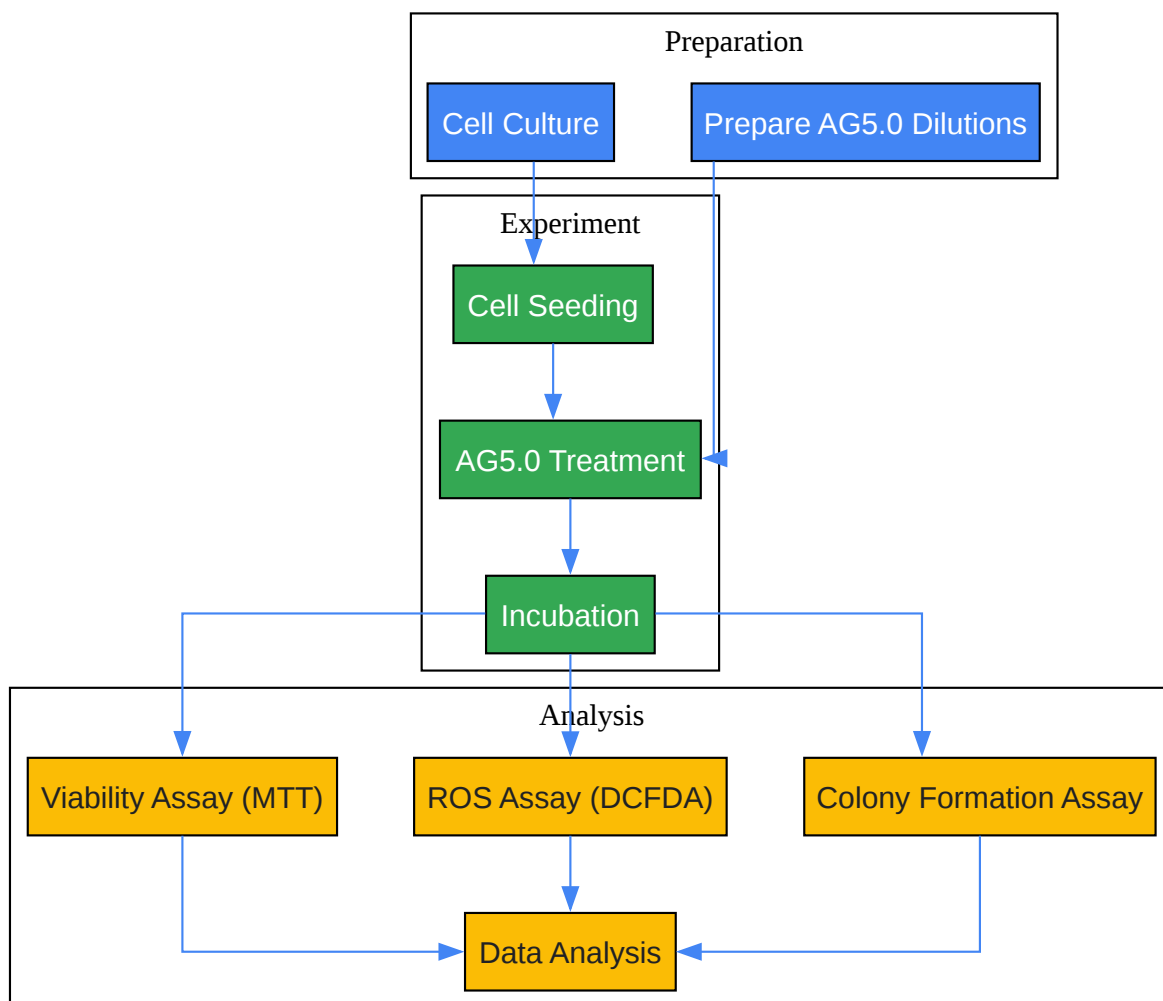 Preparation
Cell Culture
Prepare AG5.0 Dilutions
Experiment
Cell Seeding
AG5.0 Treatment
Incubation
Analysis
Viability Assay (MTT)
ROS Assay (DCFDA)
Colony Formation Assay
Data Analysis